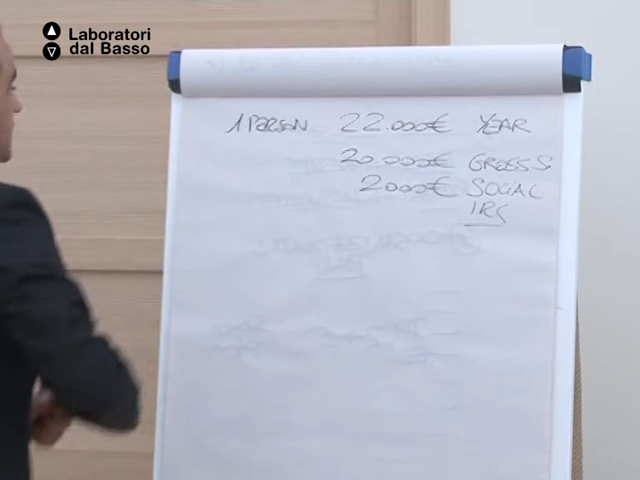 Laboratori
dal Basso
1 PERSON 22.000€ YEAR
20.000€ GROSS
2000€ SOCIAL
IRS